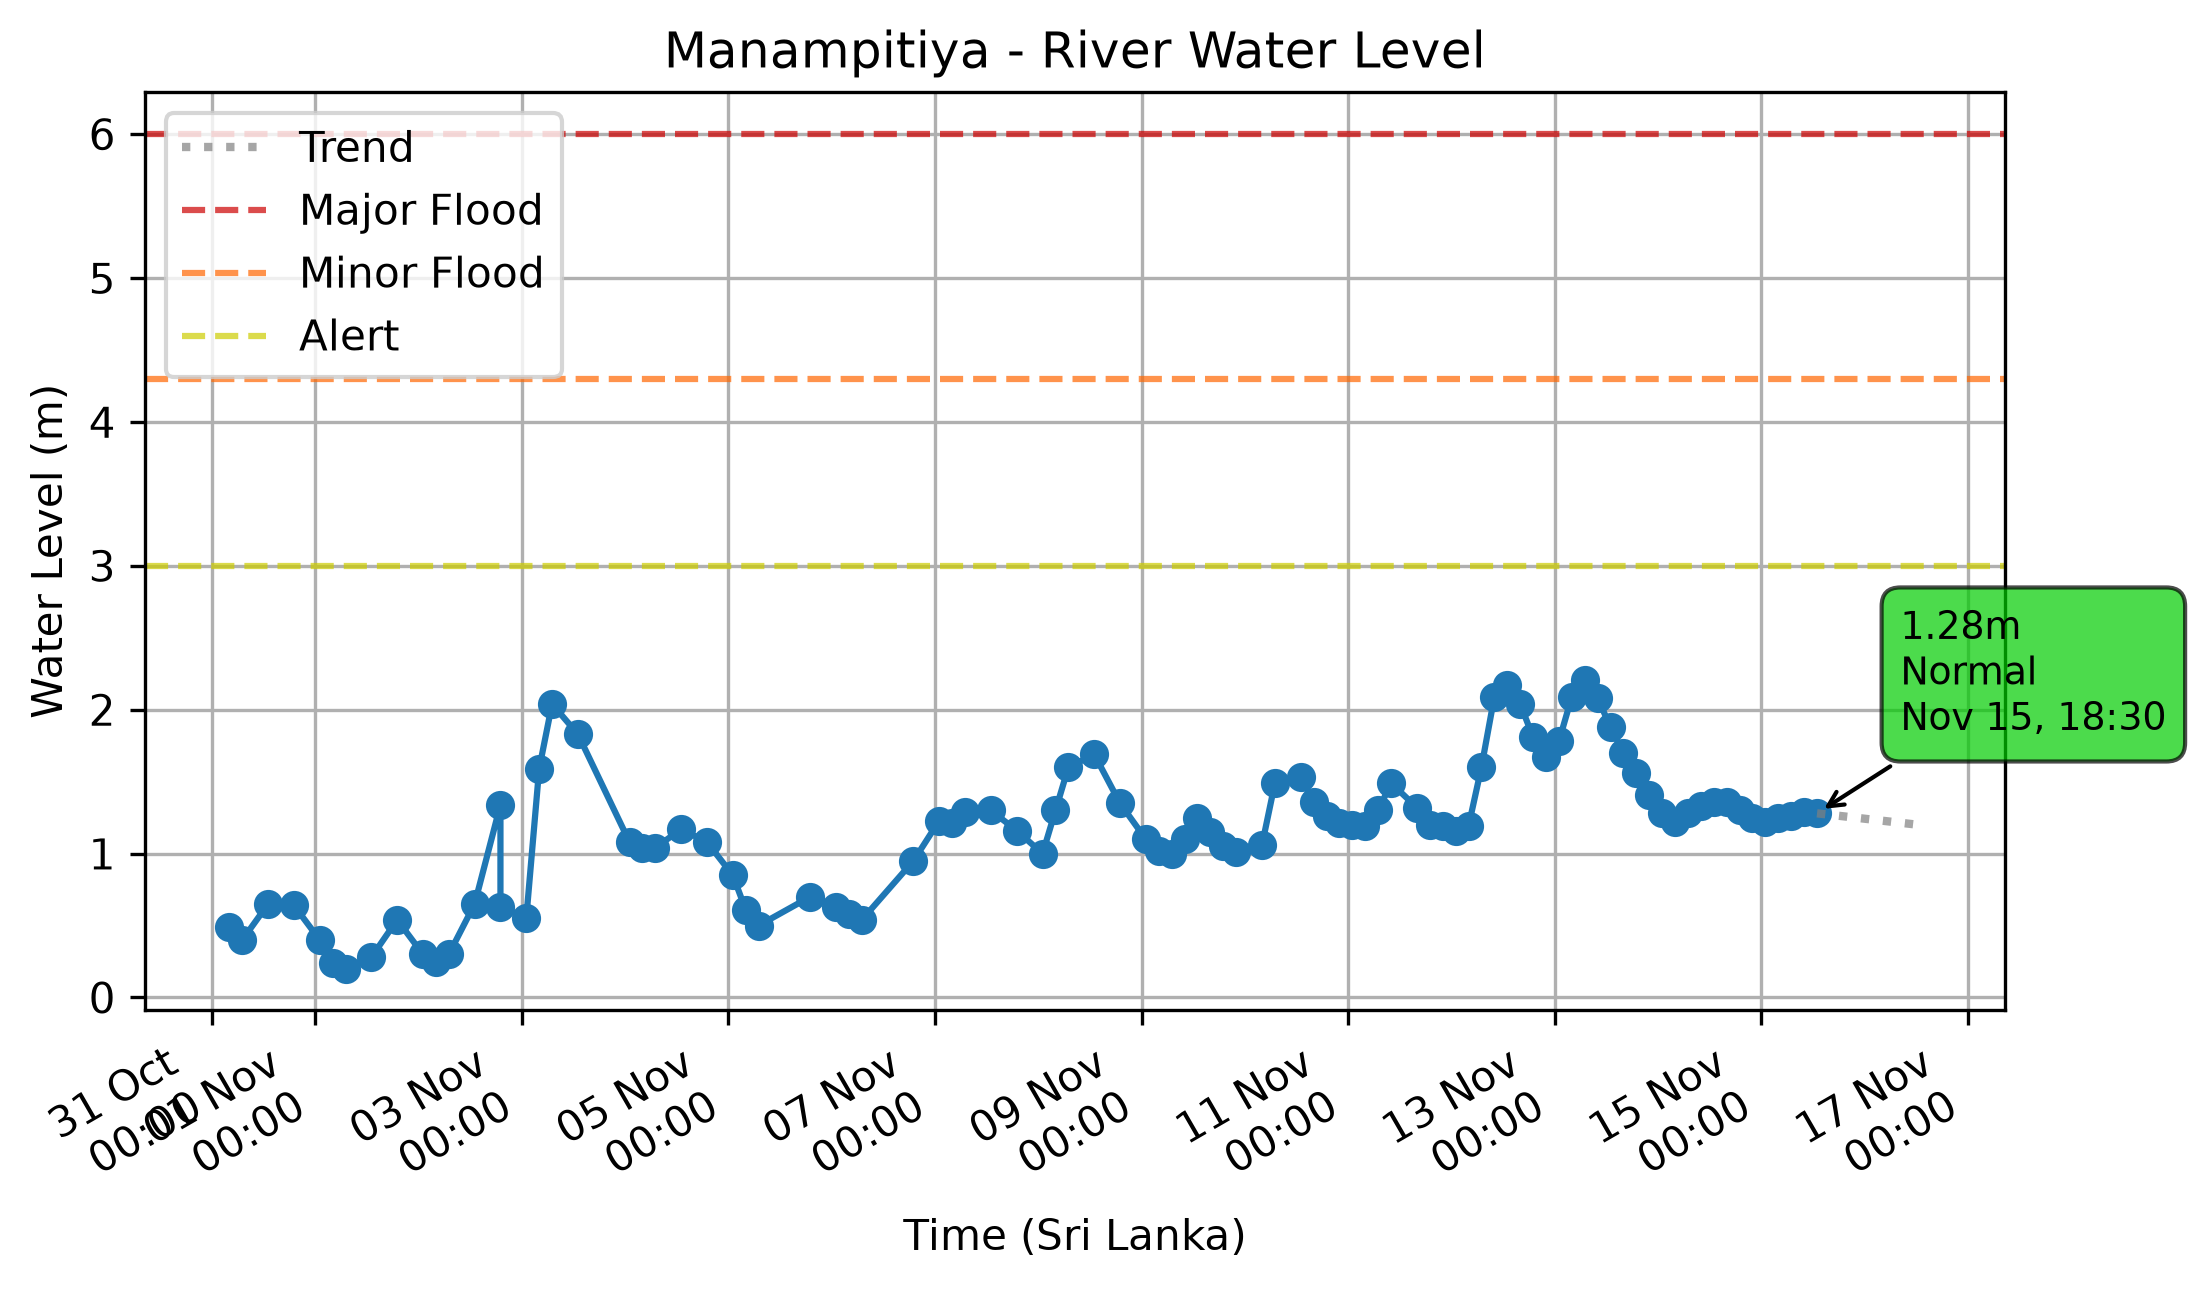 Manampitiya - River Water Level
Trend
Major Flood
Minor Flood
Alert
6
5
4
3
2
1
0
Water Level (m)
1.28m
Normal
Nov 15, 18:30
31 Oct
00:00
01 Nov
00:00
03 Nov
00:00
05 Nov
00:00
07 Nov
00:00
09 Nov
00:00
11 Nov
00:00
13 Nov
00:00
15 Nov
00:00
17 Nov
00:00
Time (Sri Lanka)